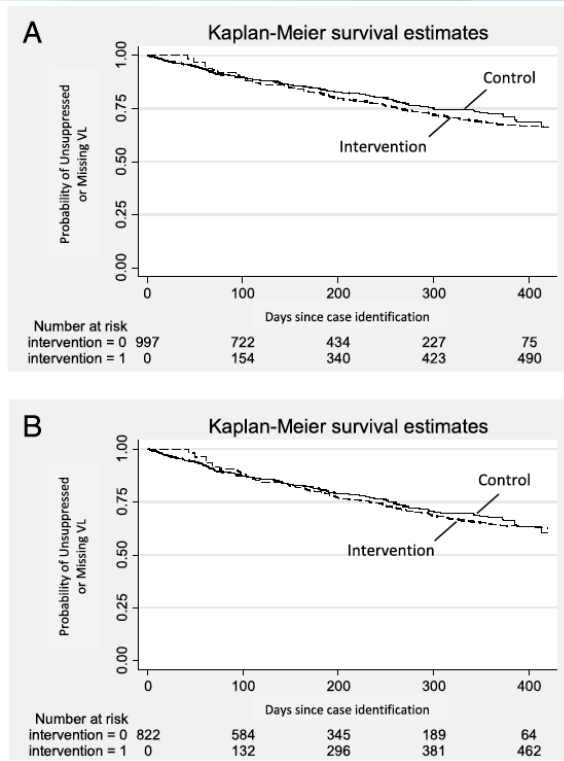 A
Kaplan-Meier survival estimates
Probability of Unsuppressed
or Missing VL
1.00
0.75
0.50
0.25
0.00
Control
Intervention
0 100 200 300 400
Days since case identification
Number at risk
intervention = 0 997 722 434 227 75
intervention = 1 0 154 340 423 490
B
Kaplan-Meier survival estimates
Probability of Unsuppressed
or Missing VL
1.00
0.75
0.50
0.25
0.00
Control
Intervention
0 100 200 300 400
Days since case identification
Number at risk
intervention = 0 822 584 345 189 64
intervention = 1 0 132 296 381 462